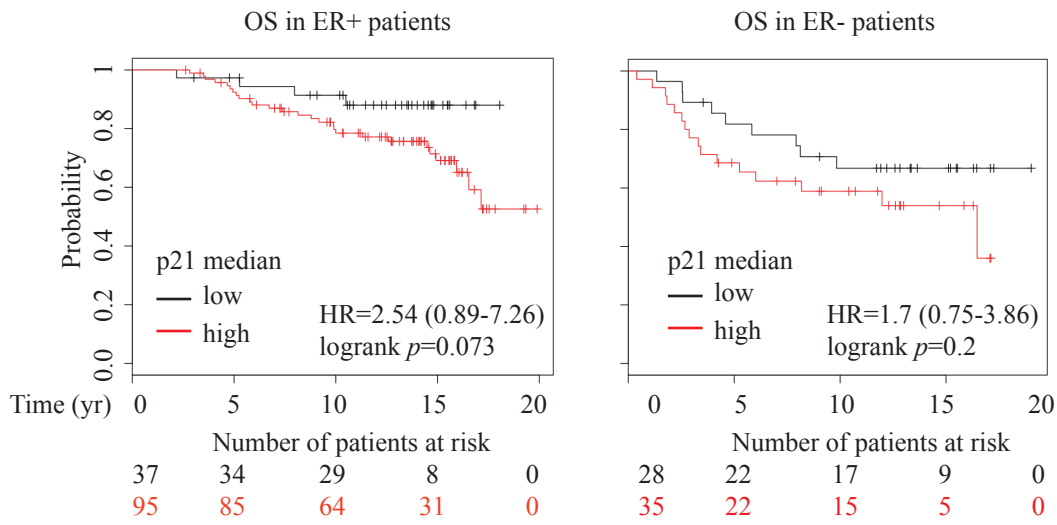 OS in ER+ patients
OS in ER- patients
Probability
1
0.8
0.6
0.4
0.2
0.0
p21 median
low
high
HR=2.54 (0.89-7.26)
logrank p=0.073
p21 median
low
high
HR=1.7 (0.75-3.86)
logrank p=0.2
Time (yr) 0 5 10 15 20
0 5 10 15 20
Number of patients at risk
37 34 29 8 0
95 85 64 31 0
Number of patients at risk
28 22 17 9 0
35 22 15 5 0